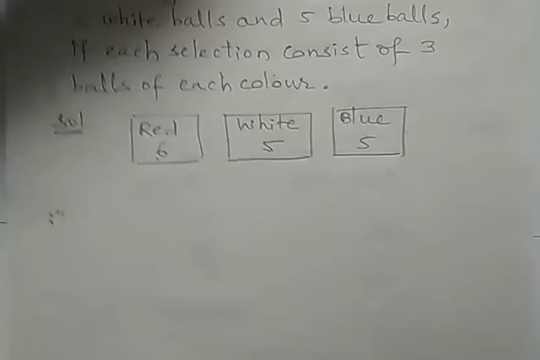 white balls and 5 blue balls,
If each selection consist of 3
balls of each colour.
Sol
Red
6
White
5
Blue
5